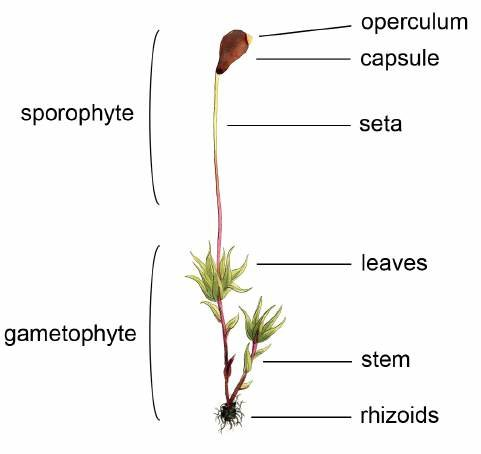 operculum
capsule
sporophyte
seta
leaves
gametophyte
stem
rhizoids